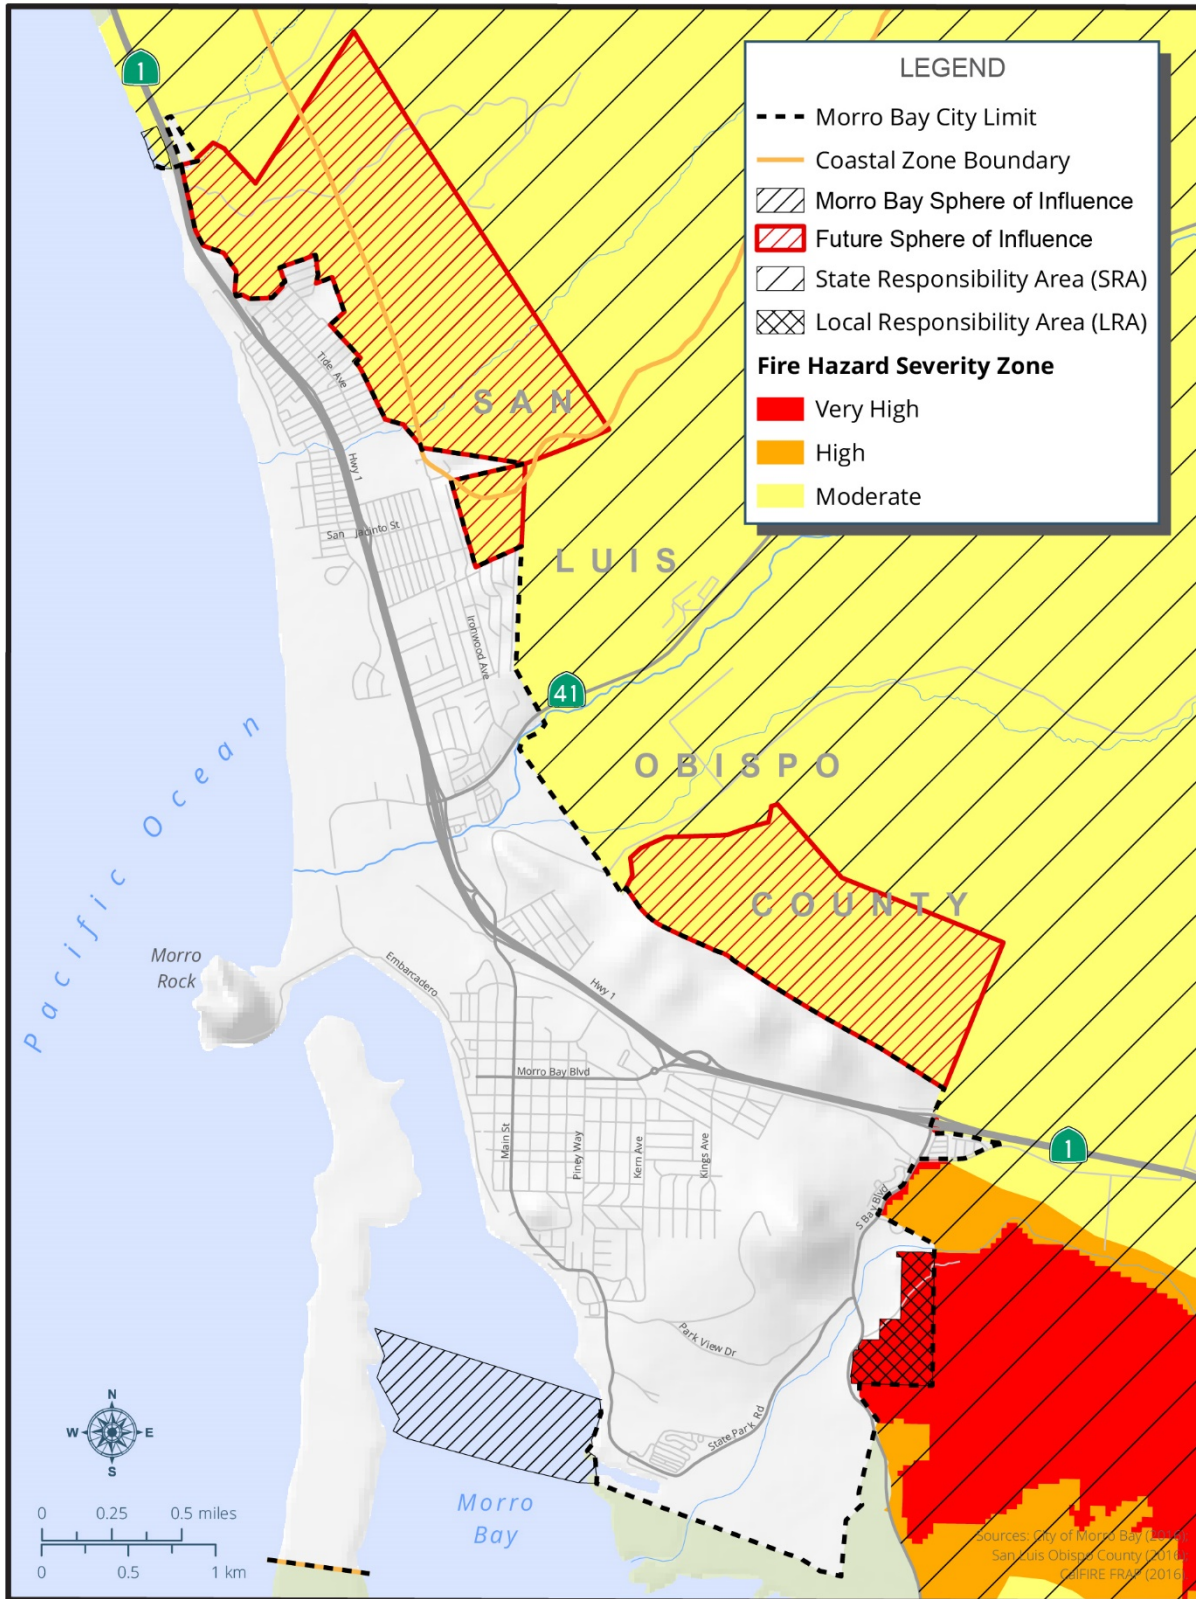 1
LEGEND
Morro Bay City Limit
Coastal Zone Boundary
Morro Bay Sphere of Influence
Future Sphere of Influence
State Responsibility Area (SRA)
Local Responsibility Area (LRA)
Fire Hazard Severity Zone
Very High
High
Moderate
Tide Ave
SAN
Hwy 1
San Jacinto St
LUIS
Ironwood Ave
41
OBISPO
Pacific Ocean
COUNTY
Morro
Rock
Embarcadero
Hwy 1
Morro Bay Blvd
Main St
Piney Way
Kern Ave
Kings Ave
1
S Bay Blvd
Park View Dr
State Park Rd
N
W E
S
Morro
Bay
0 0.25 0.5 miles
0 0.5 1 km
Sources: City of Morro Bay
San Luis Obispo County (2016)
CalFIRE FRAP (2016)